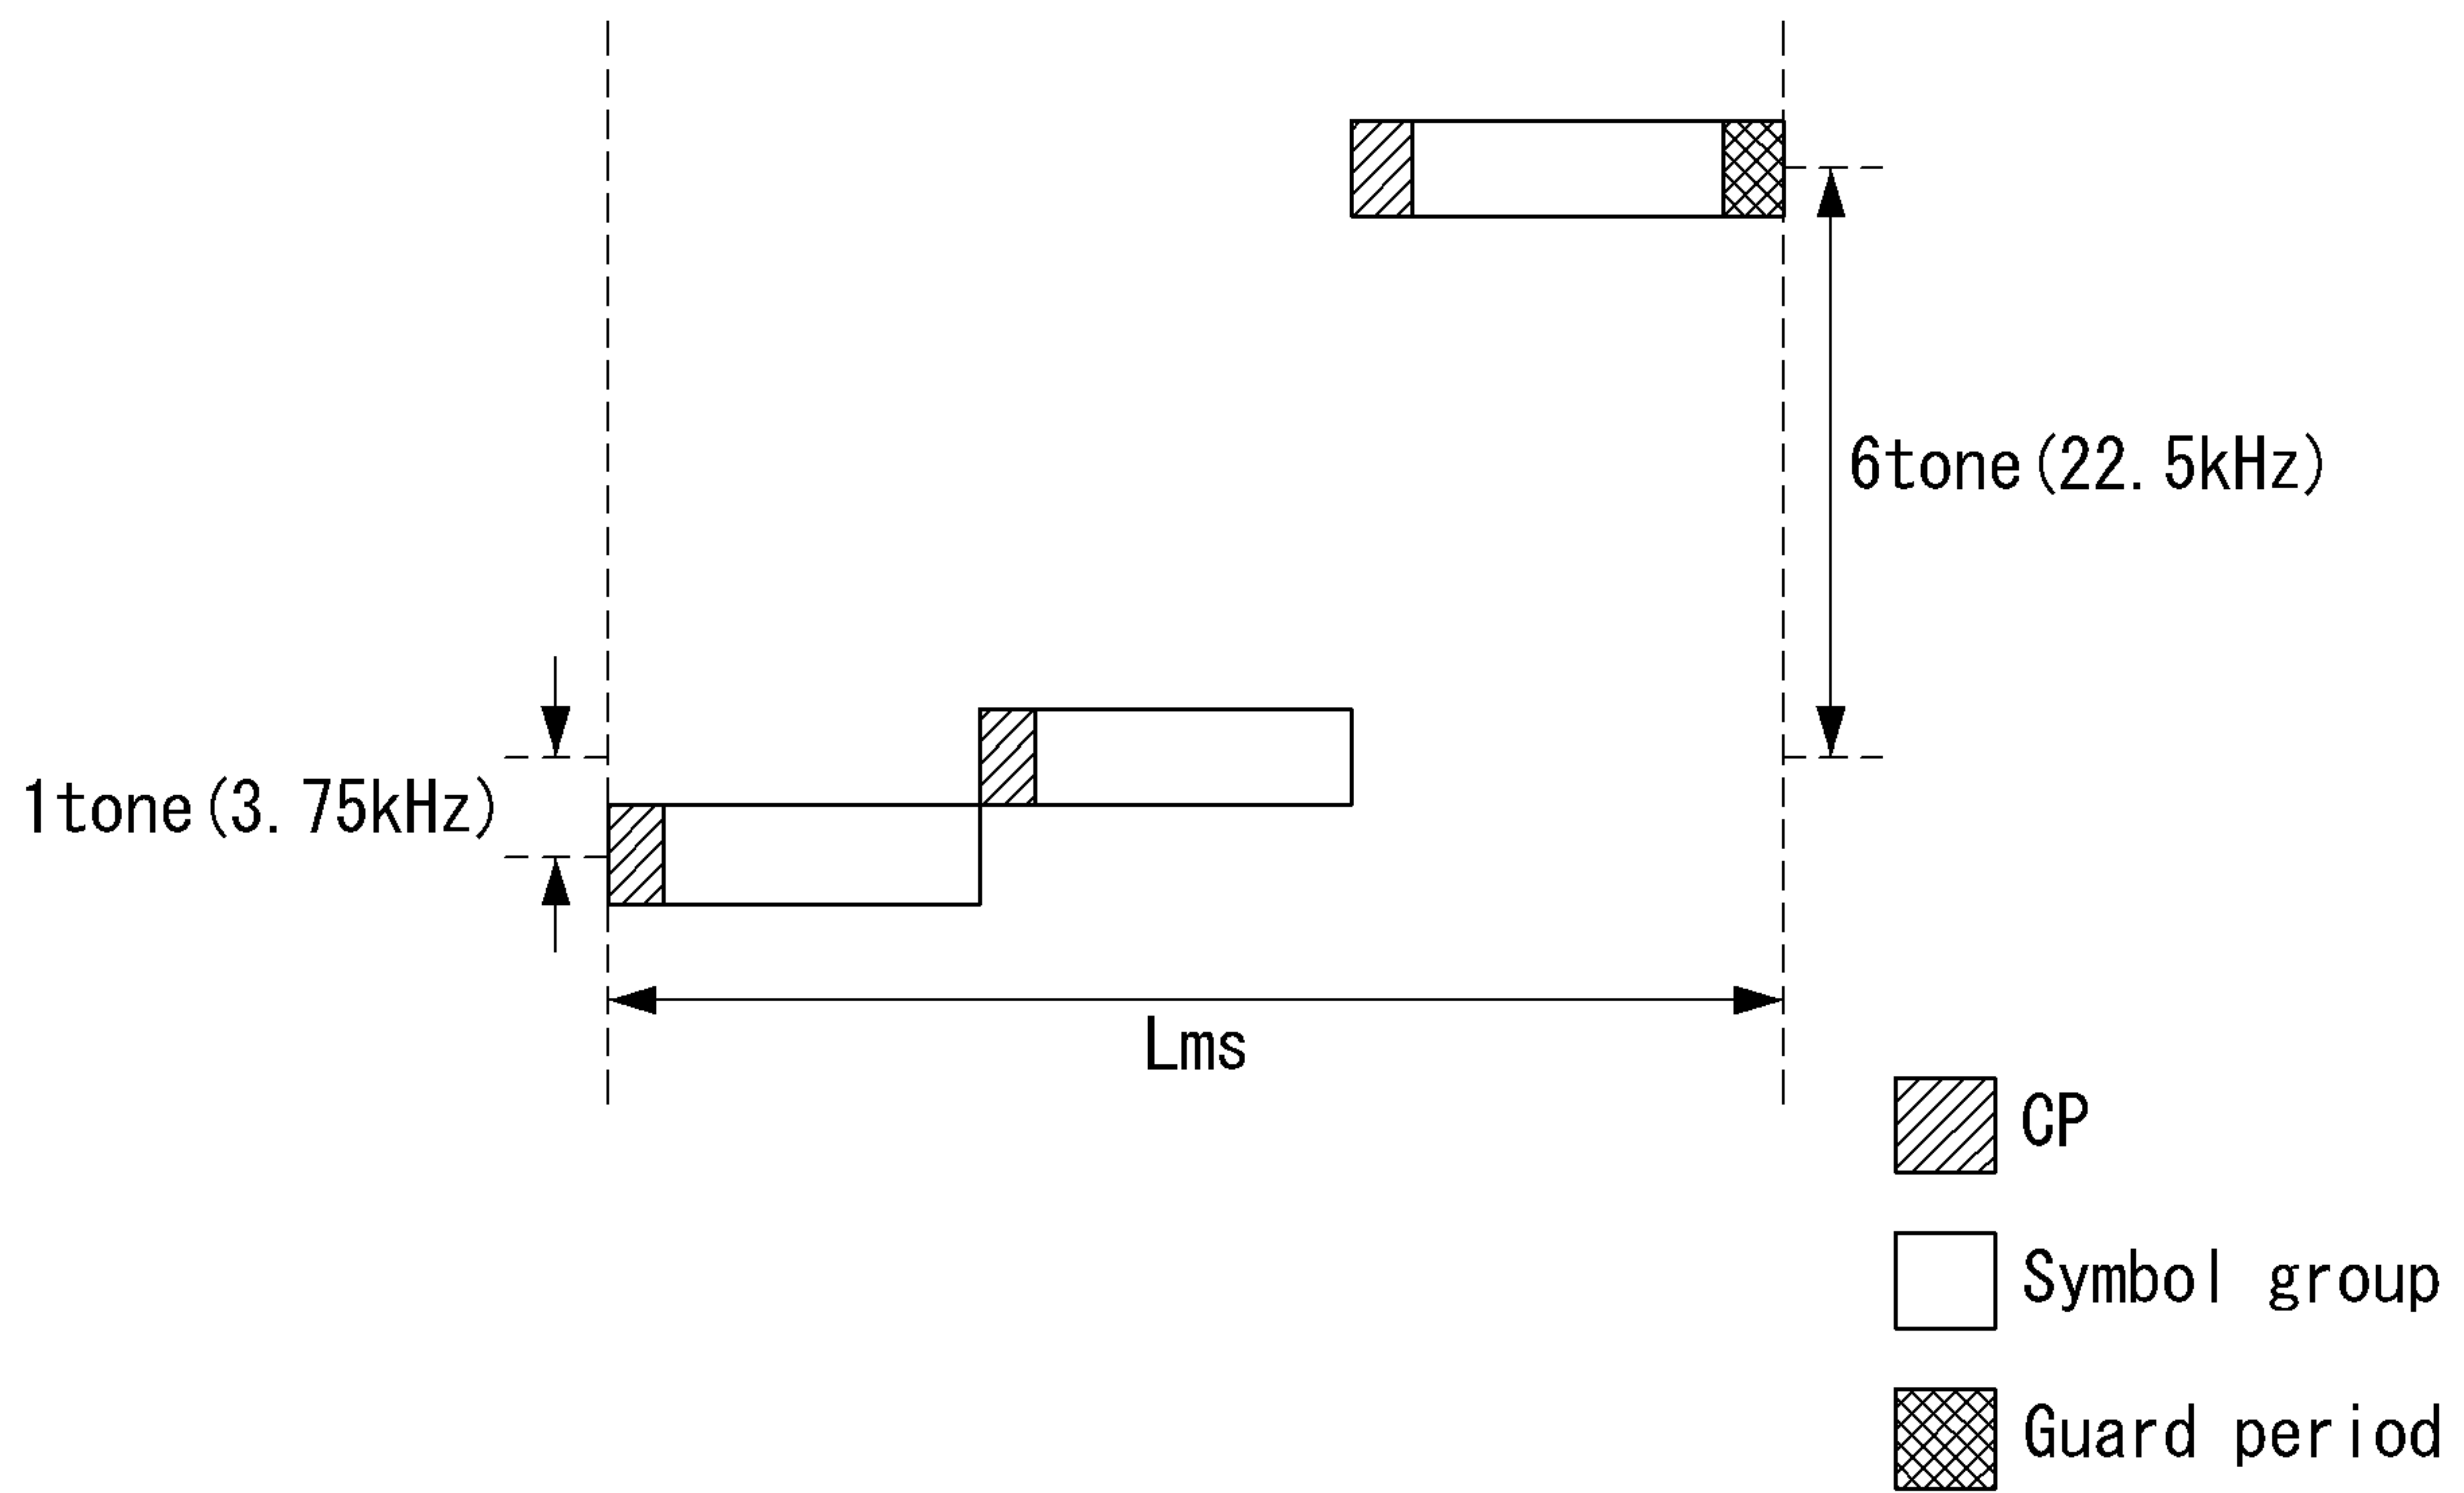 6tone(22.5kHz)
1tone(3.75kHz)
Lms
CP
Symbol group
Guard period